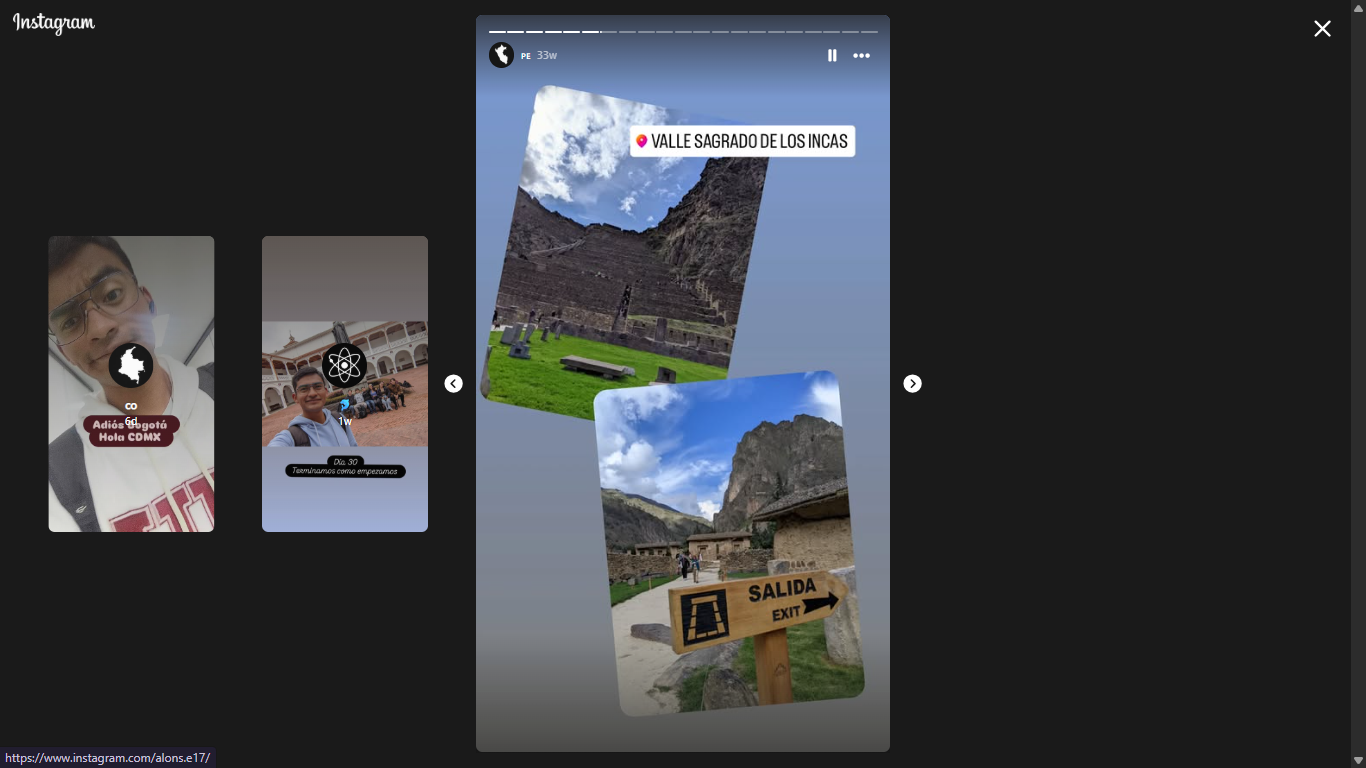 Instagram
PE 33w
VALLE SAGRADO DE LOS INCAS
CO
6d
Adiós Bogotá
Hola CDMX
1w
Día 30
Terminamos como empezamos
SALIDA
EXIT
https://www.instagram.com/alons.e17/